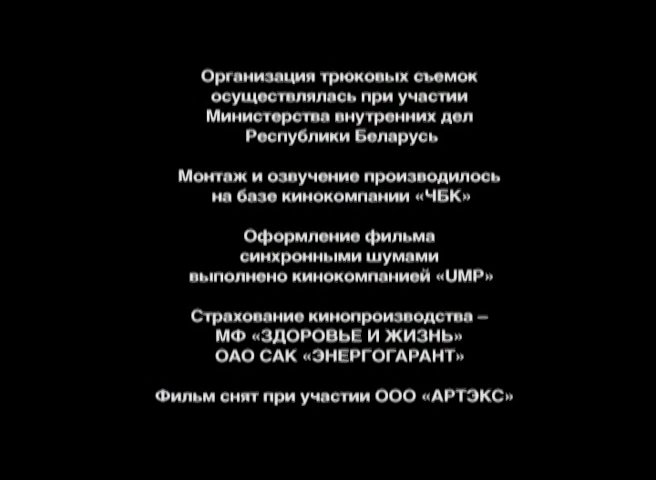 Организация трюковых съемок
осуществлялась при участии
Министерства внутренних дел
Республики Беларусь
Монтаж и озвучение производилось
на базе кинокомпании «ЧБК»
Оформление фильма
синхронными шумами
выполнено кинокомпанией «UMP»
Страхование кинопроизводства –
МФ «ЗДОРОВЬЕ И ЖИЗНЬ»
ОАО САК «ЭНЕРГОГАРАНТ»
Фильм снят при участии ООО «АРТЭКС»